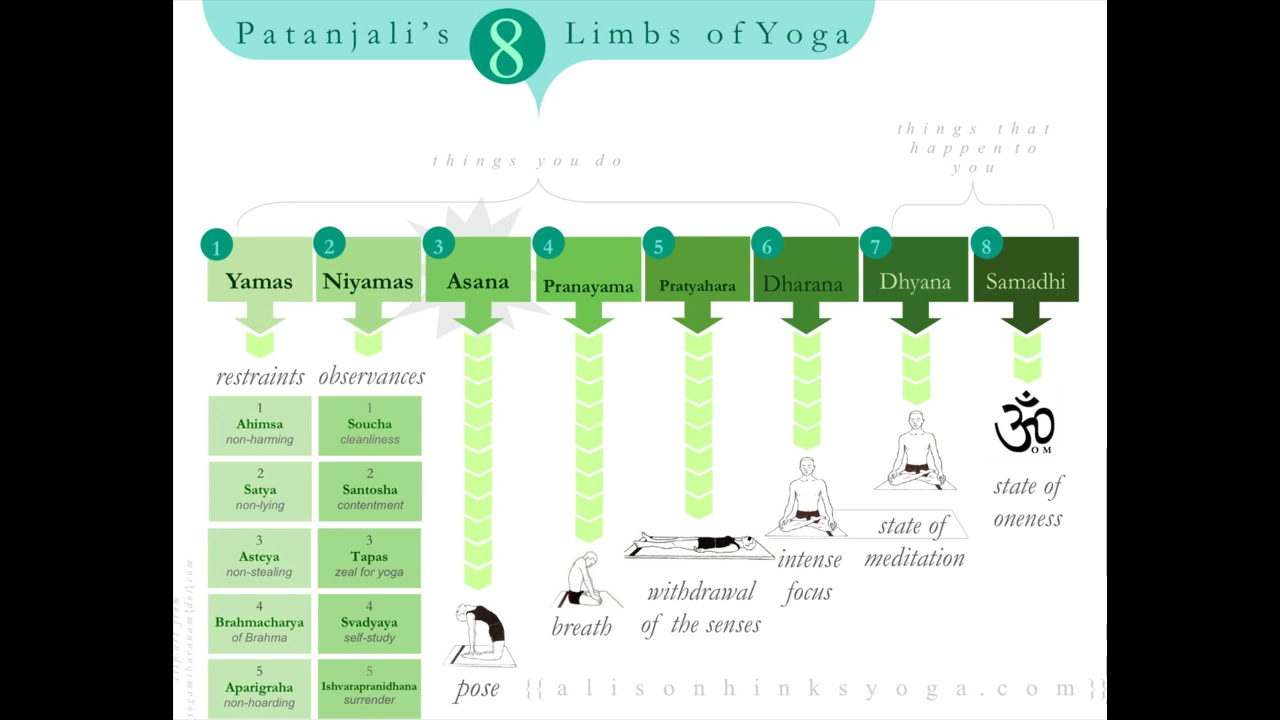 Patanjali's 8 Limbs of Yoga
things that
happen to
you
things you do
1 2 3 4 5 6 7 8
Yamas Niyamas Asana Pranayama Pratyahara Dharana Dhyana Samadhi
restraints observances
1
Ahimsa
non-harming
2
Satya
non-lying
3
Asteya
non-stealing
4
Brahmacharya
of Brahma
5
Aparigraha
non-hoarding
1
Soucha
cleanliness
2
Santosha
contentment
3
Tapas
zeal for yoga
4
Svadyaya
self-study
5
Ishvarapranidhana
surrender
pose
breath
withdrawal
of the senses
intense
focus
state of
meditation
ॐ
OM
state of
oneness
{{alisonhinksyoga.com}}